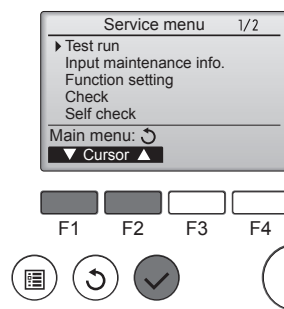 Service menu 1/2
Test run
Input maintenance info.
Function setting
Check
Self check
Main menu:
▼ Cursor ▲
F1 F2 F3 F4